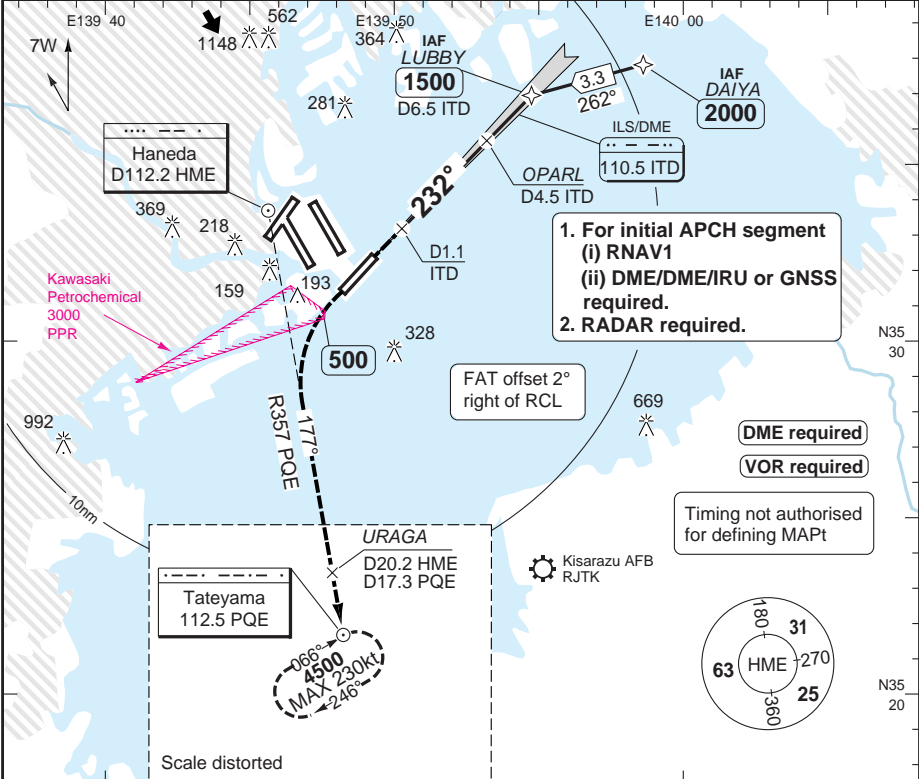 E139 40
562
E139 50
E140 00
7W
1148
364
IAF
LUBBY
1500
D6.5 ITD
3.3
262°
IAF
DAIYA
2000
281
ILS/DME
110.5 ITD
Haneda
D112.2 HME
232°
OPARL
D4.5 ITD
369
218
159
193
D1.1
ITD
1. For initial APCH segment
(i) RNAV1
(ii) DME/DME/IRU or GNSS
required.
2. RADAR required.
Kawasaki
Petrochemical
3000
PPR
328
500
N35
30
FAT offset 2°
right of RCL
992
669
177°
R357 PQE
DME required
VOR required
10nm
Timing not authorised
for defining MAPt
URAGA
D20.2 HME
D17.3 PQE
Kisarazu AFB
RJTK
Tateyama
112.5 PQE
066°
4500
MAX 230kt
246°
180
31
63
HME
270
25
360
N35
20
Scale distorted